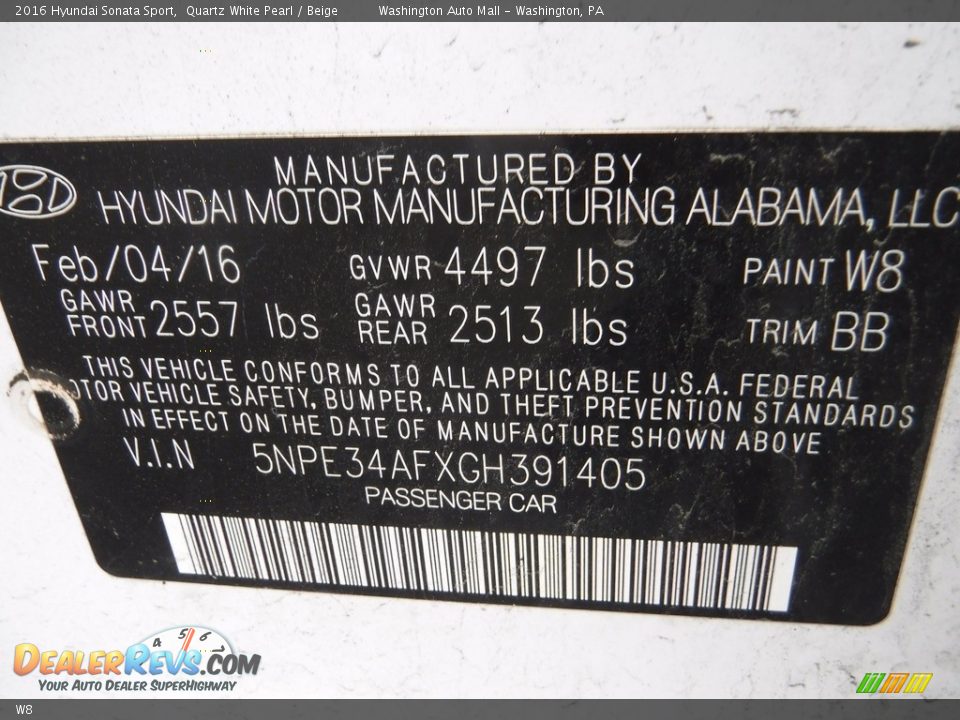 2016 Hyundai Sonata Sport, Quartz White Pearl / Beige Washington Auto Mall - Washington, PA
MANUFACTURED BY
HYUNDAI MOTOR MANUFACTURING ALABAMA, LLC
Feb/04/16 GVWR 4497 lbs PAINT W8
GAWR FRONT 2557 lbs GAWR REAR 2513 lbs TRIM BB
THIS VEHICLE CONFORMS TO ALL APPLICABLE U.S.A. FEDERAL
OTOR VEHICLE SAFETY, BUMPER, AND THEFT PREVENTION STANDARDS
IN EFFECT ON THE DATE OF MANUFACTURE SHOWN ABOVE
V.I.N 5NPE34AFXGH391405
PASSENGER CAR
4 5 6
DEALERREVS.COM
YOUR AUTO DEALER SUPERHIGHWAY
W8